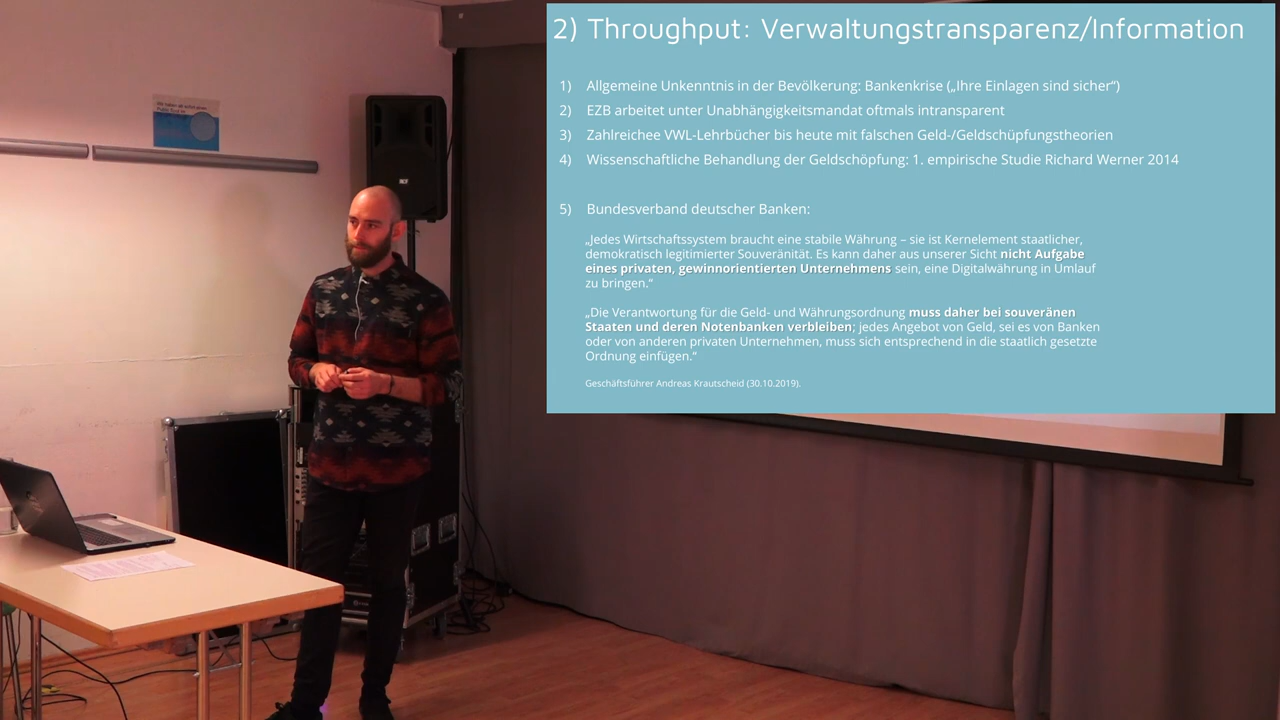 2) Throughput: Verwaltungstransparenz/Information
1) Allgemeine Unkenntnis in der Bevölkerung: Bankenkrise („Ihre Einlagen sind sicher“)
2) EZB arbeitet unter Unabhängigkeitsmandat oftmals intransparent
3) Zahlreichee VWL-Lehrbücher bis heute mit falschen Geld-/Geldschüpfungstheorien
4) Wissenschaftliche Behandlung der Geldschöpfung: 1. empirische Studie Richard Werner 2014
5) Bundesverband deutscher Banken:
„Jedes Wirtschaftssystem braucht eine stabile Währung – sie ist Kernelement staatlicher,
demokratisch legitimierter Souveränität. Es kann daher aus unserer Sicht nicht Aufgabe
eines privaten, gewinnorientierten Unternehmens sein, eine Digitalwährung in Umlauf
zu bringen.“
„Die Verantwortung für die Geld- und Währungsordnung muss daher bei souveränen
Staaten und deren Notenbanken verbleiben; jedes Angebot von Geld, sei es von Banken
oder von anderen privaten Unternehmen, muss sich entsprechend in die staatlich gesetzte
Ordnung einfügen.“
Geschäftsführer Andreas Krautscheid (30.10.2019).